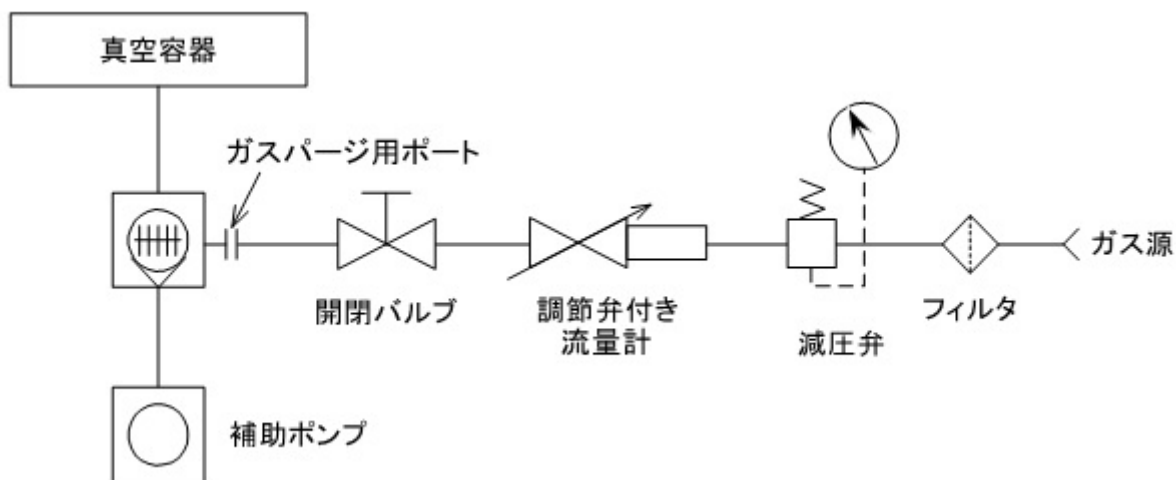 真空容器
ガスパージ用ポート
ガス源
開閉バルブ
調節弁付き
流量計
減圧弁
フィルタ
補助ポンプ